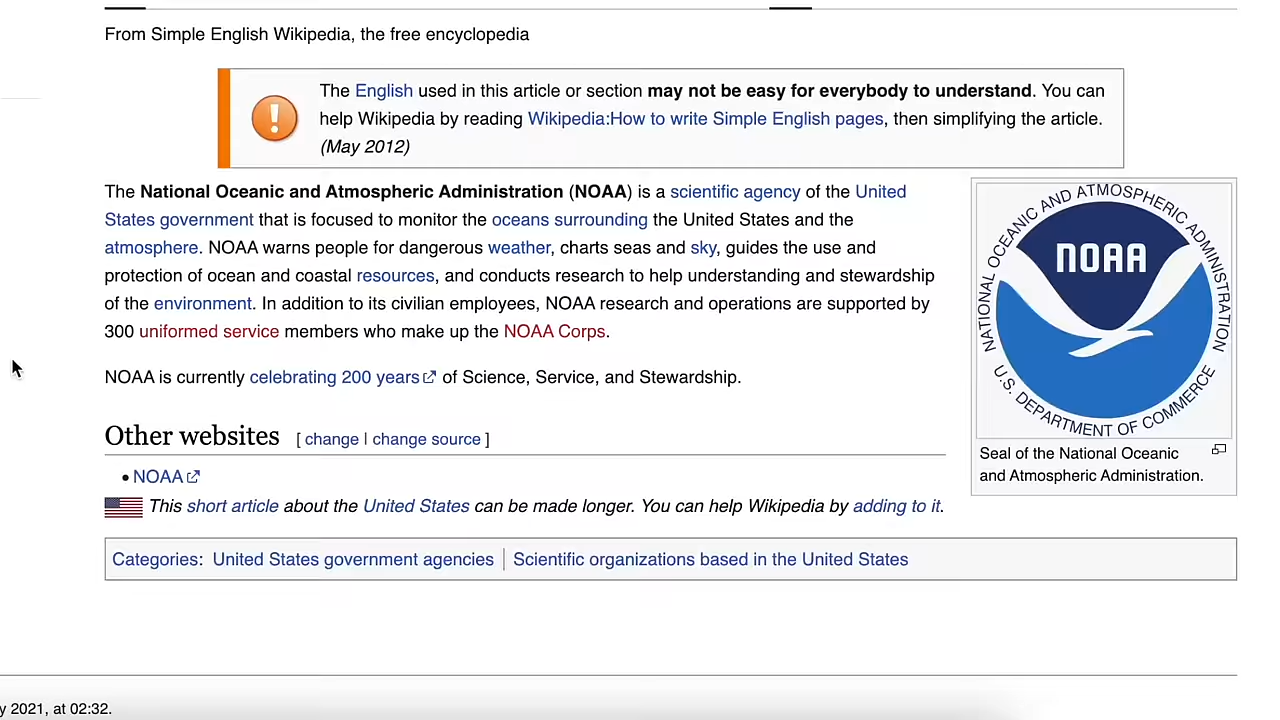 From Simple English Wikipedia, the free encyclopedia
The English used in this article or section may not be easy for everybody to understand. You can
help Wikipedia by reading Wikipedia:How to write Simple English pages, then simplifying the article.
(May 2012)
The National Oceanic and Atmospheric Administration (NOAA) is a scientific agency of the United
States government that is focused to monitor the oceans surrounding the United States and the
atmosphere. NOAA warns people for dangerous weather, charts seas and sky, guides the use and
protection of ocean and coastal resources, and conducts research to help understanding and stewardship
of the environment. In addition to its civilian employees, NOAA research and operations are supported by
300 uniformed service members who make up the NOAA Corps.
NOAA is currently celebrating 200 years of Science, Service, and Stewardship.
NATIONAL OCEANIC AND ATMOSPHERIC ADMINISTRATION
NOAA
U.S. DEPARTMENT OF COMMERCE
Seal of the National Oceanic
and Atmospheric Administration.
Other websites [ change | change source ]
• NOAA
This short article about the United States can be made longer. You can help Wikipedia by adding to it.
Categories: United States government agencies | Scientific organizations based in the United States
y 2021, at 02:32.